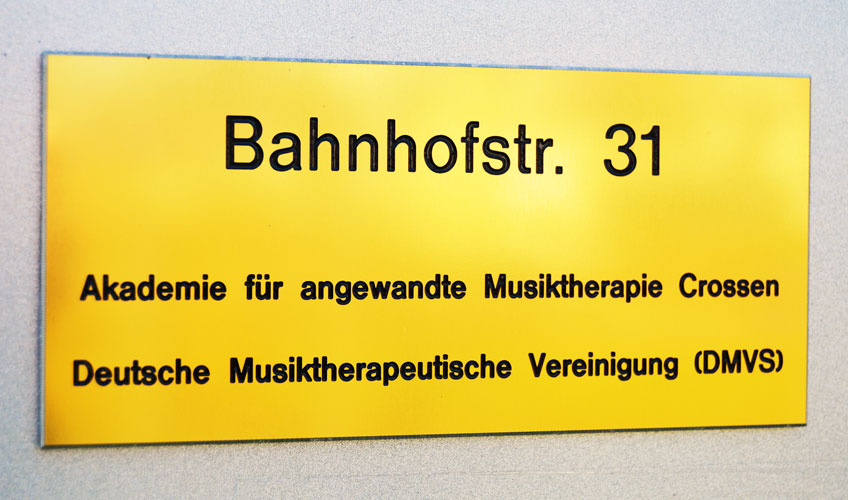 Bahnhofstr. 31
Akademie für angewandte Musiktherapie Crossen
Deutsche Musiktherapeutische Vereinigung (DMVS)